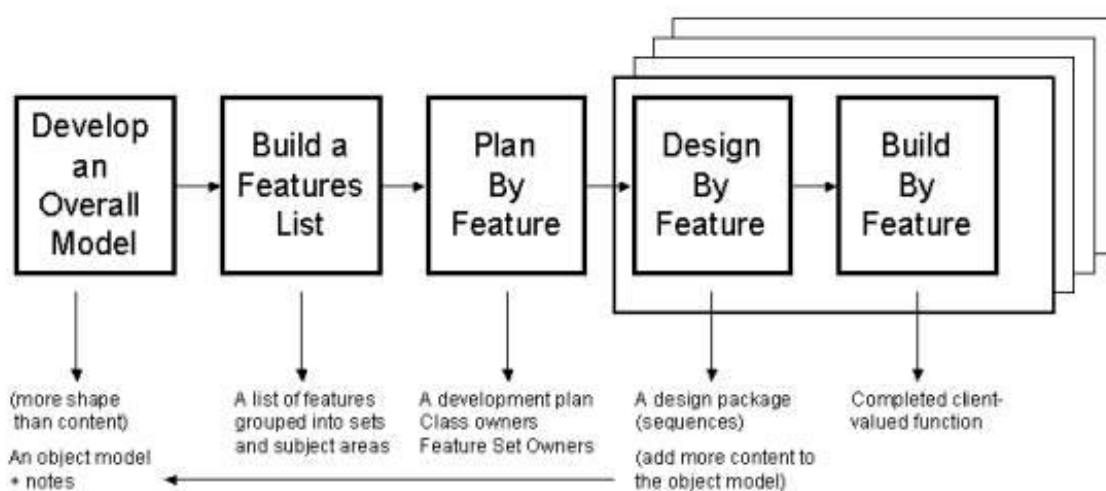 Develop
an
Overall
Model
Build a
Features
List
Plan
By
Feature
Design
By
Feature
Build
By
Feature
(more shape
than content)
An object model
+ notes
A list of features
grouped into sets
and subject areas
A development plan
Class owners
Feature Set Owners
A design package
(sequences)
(add more content to
the object model)
Completed client-
valued function